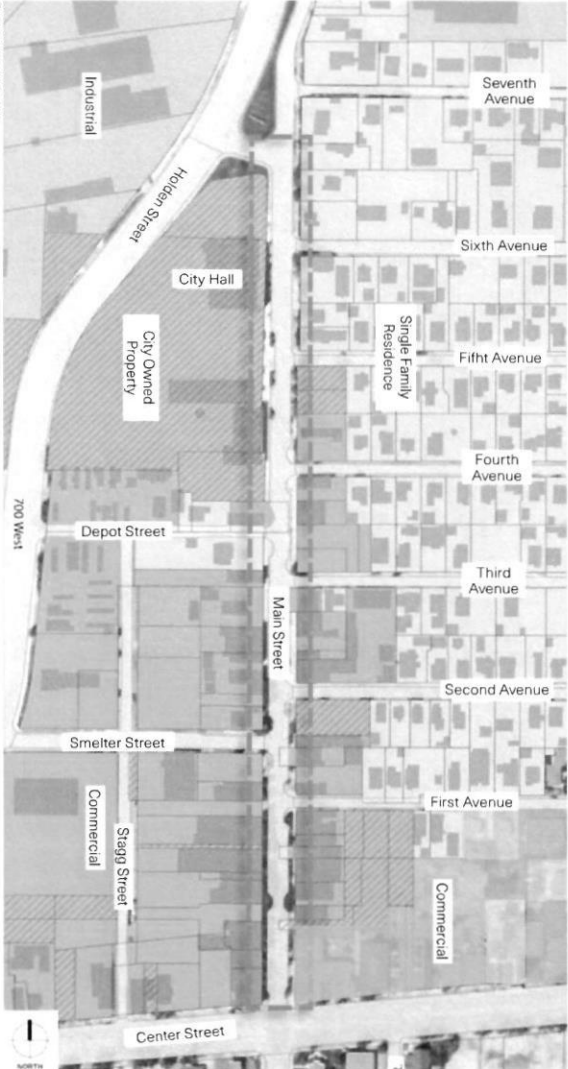 Seventh
Avenue
Industrial
Holden Street
Sixth Avenue
City Hall
Single Family
Residence
City Owned
Property
Fifht Avenue
Fourth
Avenue
700 West
Depot Street
Third
Avenue
Main Street
Second Avenue
Smelter Street
First Avenue
Commercial
Stagg Street
Commercial
Center Street
NORTH